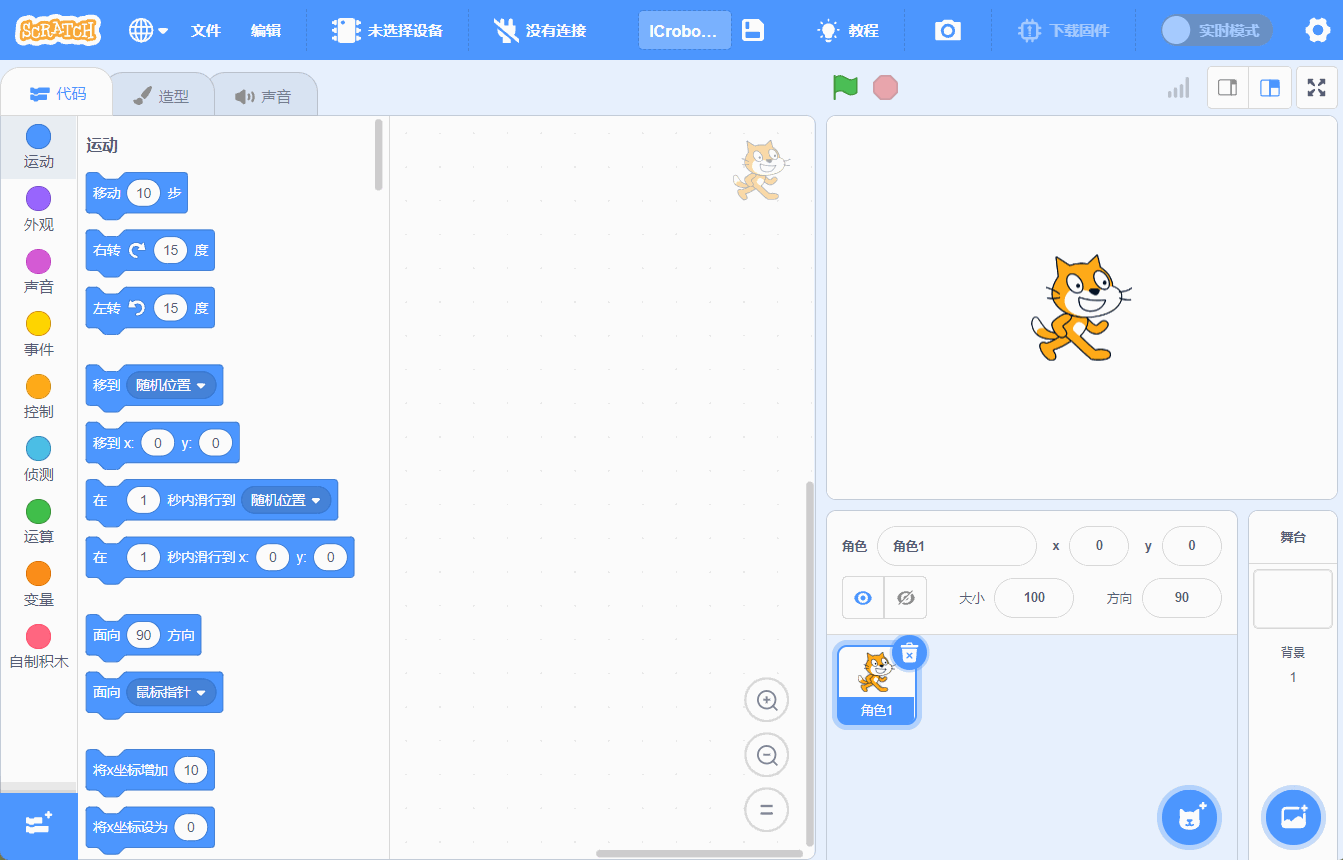 SCRATCH 文件 编辑 未选择设备 没有连接 ICrobo... 教程 下载固件 实时模式
代码 造型 声音
运动
外观
声音
事件
控制
侦测
运算
变量
自制积木
运动
移动 10 步
右转 15 度
左转 15 度
移到 随机位置
移到 x: 0 y: 0
在 1 秒内滑行到 随机位置
在 1 秒内滑行到 x: 0 y: 0
面向 90 方向
面向 鼠标指针
将x坐标增加 10
将x坐标设为 0
角色 角色1 x 0 y 0
大小 100 方向 90
角色1
舞台
背景
1